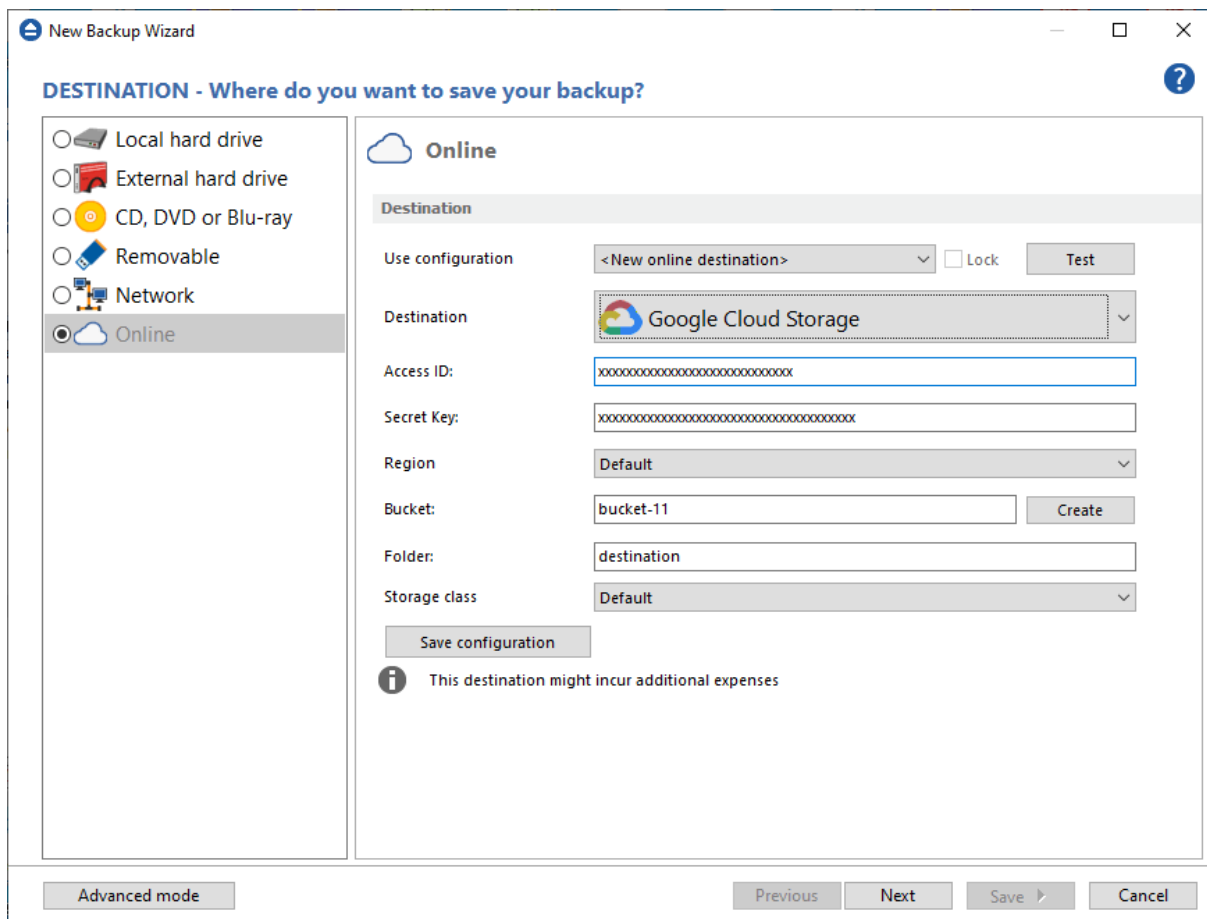 New Backup Wizard
DESTINATION - Where do you want to save your backup?
?
Local hard drive
External hard drive
CD, DVD or Blu-ray
Removable
Network
Online
Online
Destination
Use configuration <New online destination> Lock Test
Destination Google Cloud Storage
Access ID: xxxxxxxxxxxxxxxxxxxxxxxxxxxxx
Secret Key: xxxxxxxxxxxxxxxxxxxxxxxxxxxxxxxxxxxxxx
Region Default
Bucket: bucket-11 Create
Folder: destination
Storage class Default
Save configuration
This destination might incur additional expenses
Advanced mode Previous Next Save Cancel